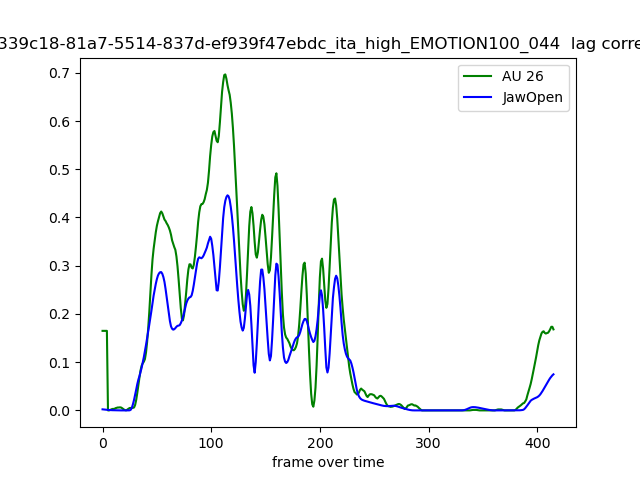 339c18-81a7-5514-837d-ef939f47ebdc_ita_high_EMOTION100_044 lag corre
AU 26
JawOpen
0.7
0.6
0.5
0.4
0.3
0.2
0.1
0.0
0 100 200 300 400
frame over time